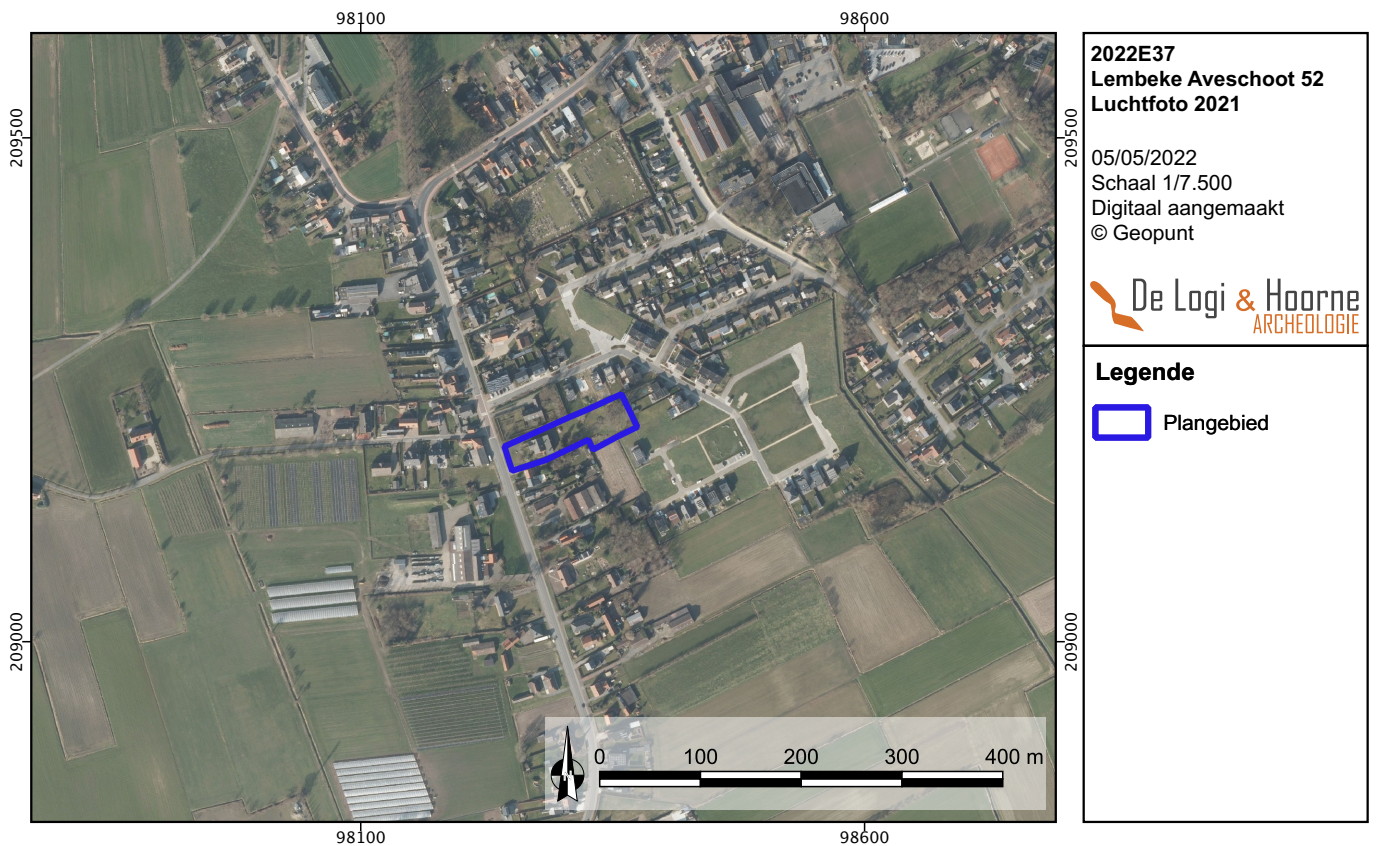 98100 98600
2022E37
Lembeke Aveschoot 52
Luchtfoto 2021
05/05/2022
Schaal 1/7.500
Digitaal aangemaakt
© Geopunt
De Logi & Hoorne
ARCHEOLOGIE
Legende
Plangebied
209500 209500
209000 209000
0 100 200 300 400 m
98100 98600